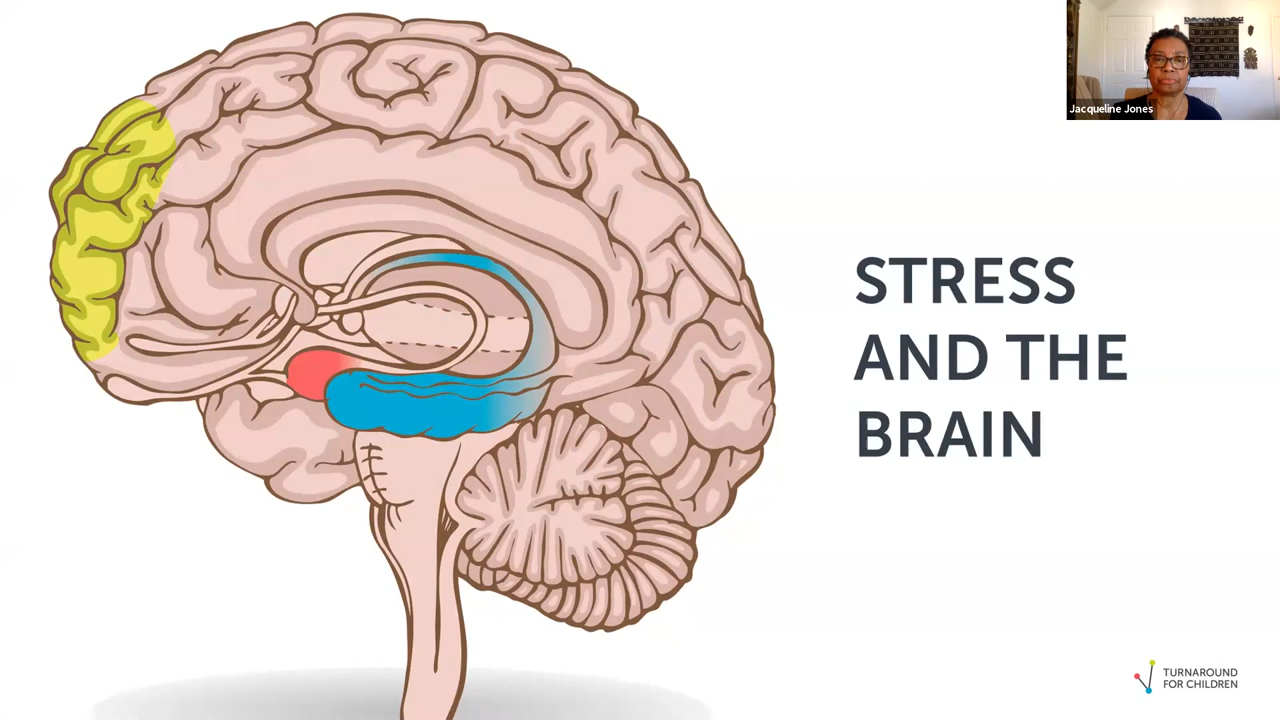 Jacqueline Jones
STRESS
AND THE
BRAIN
TURNAROUND
FOR CHILDREN